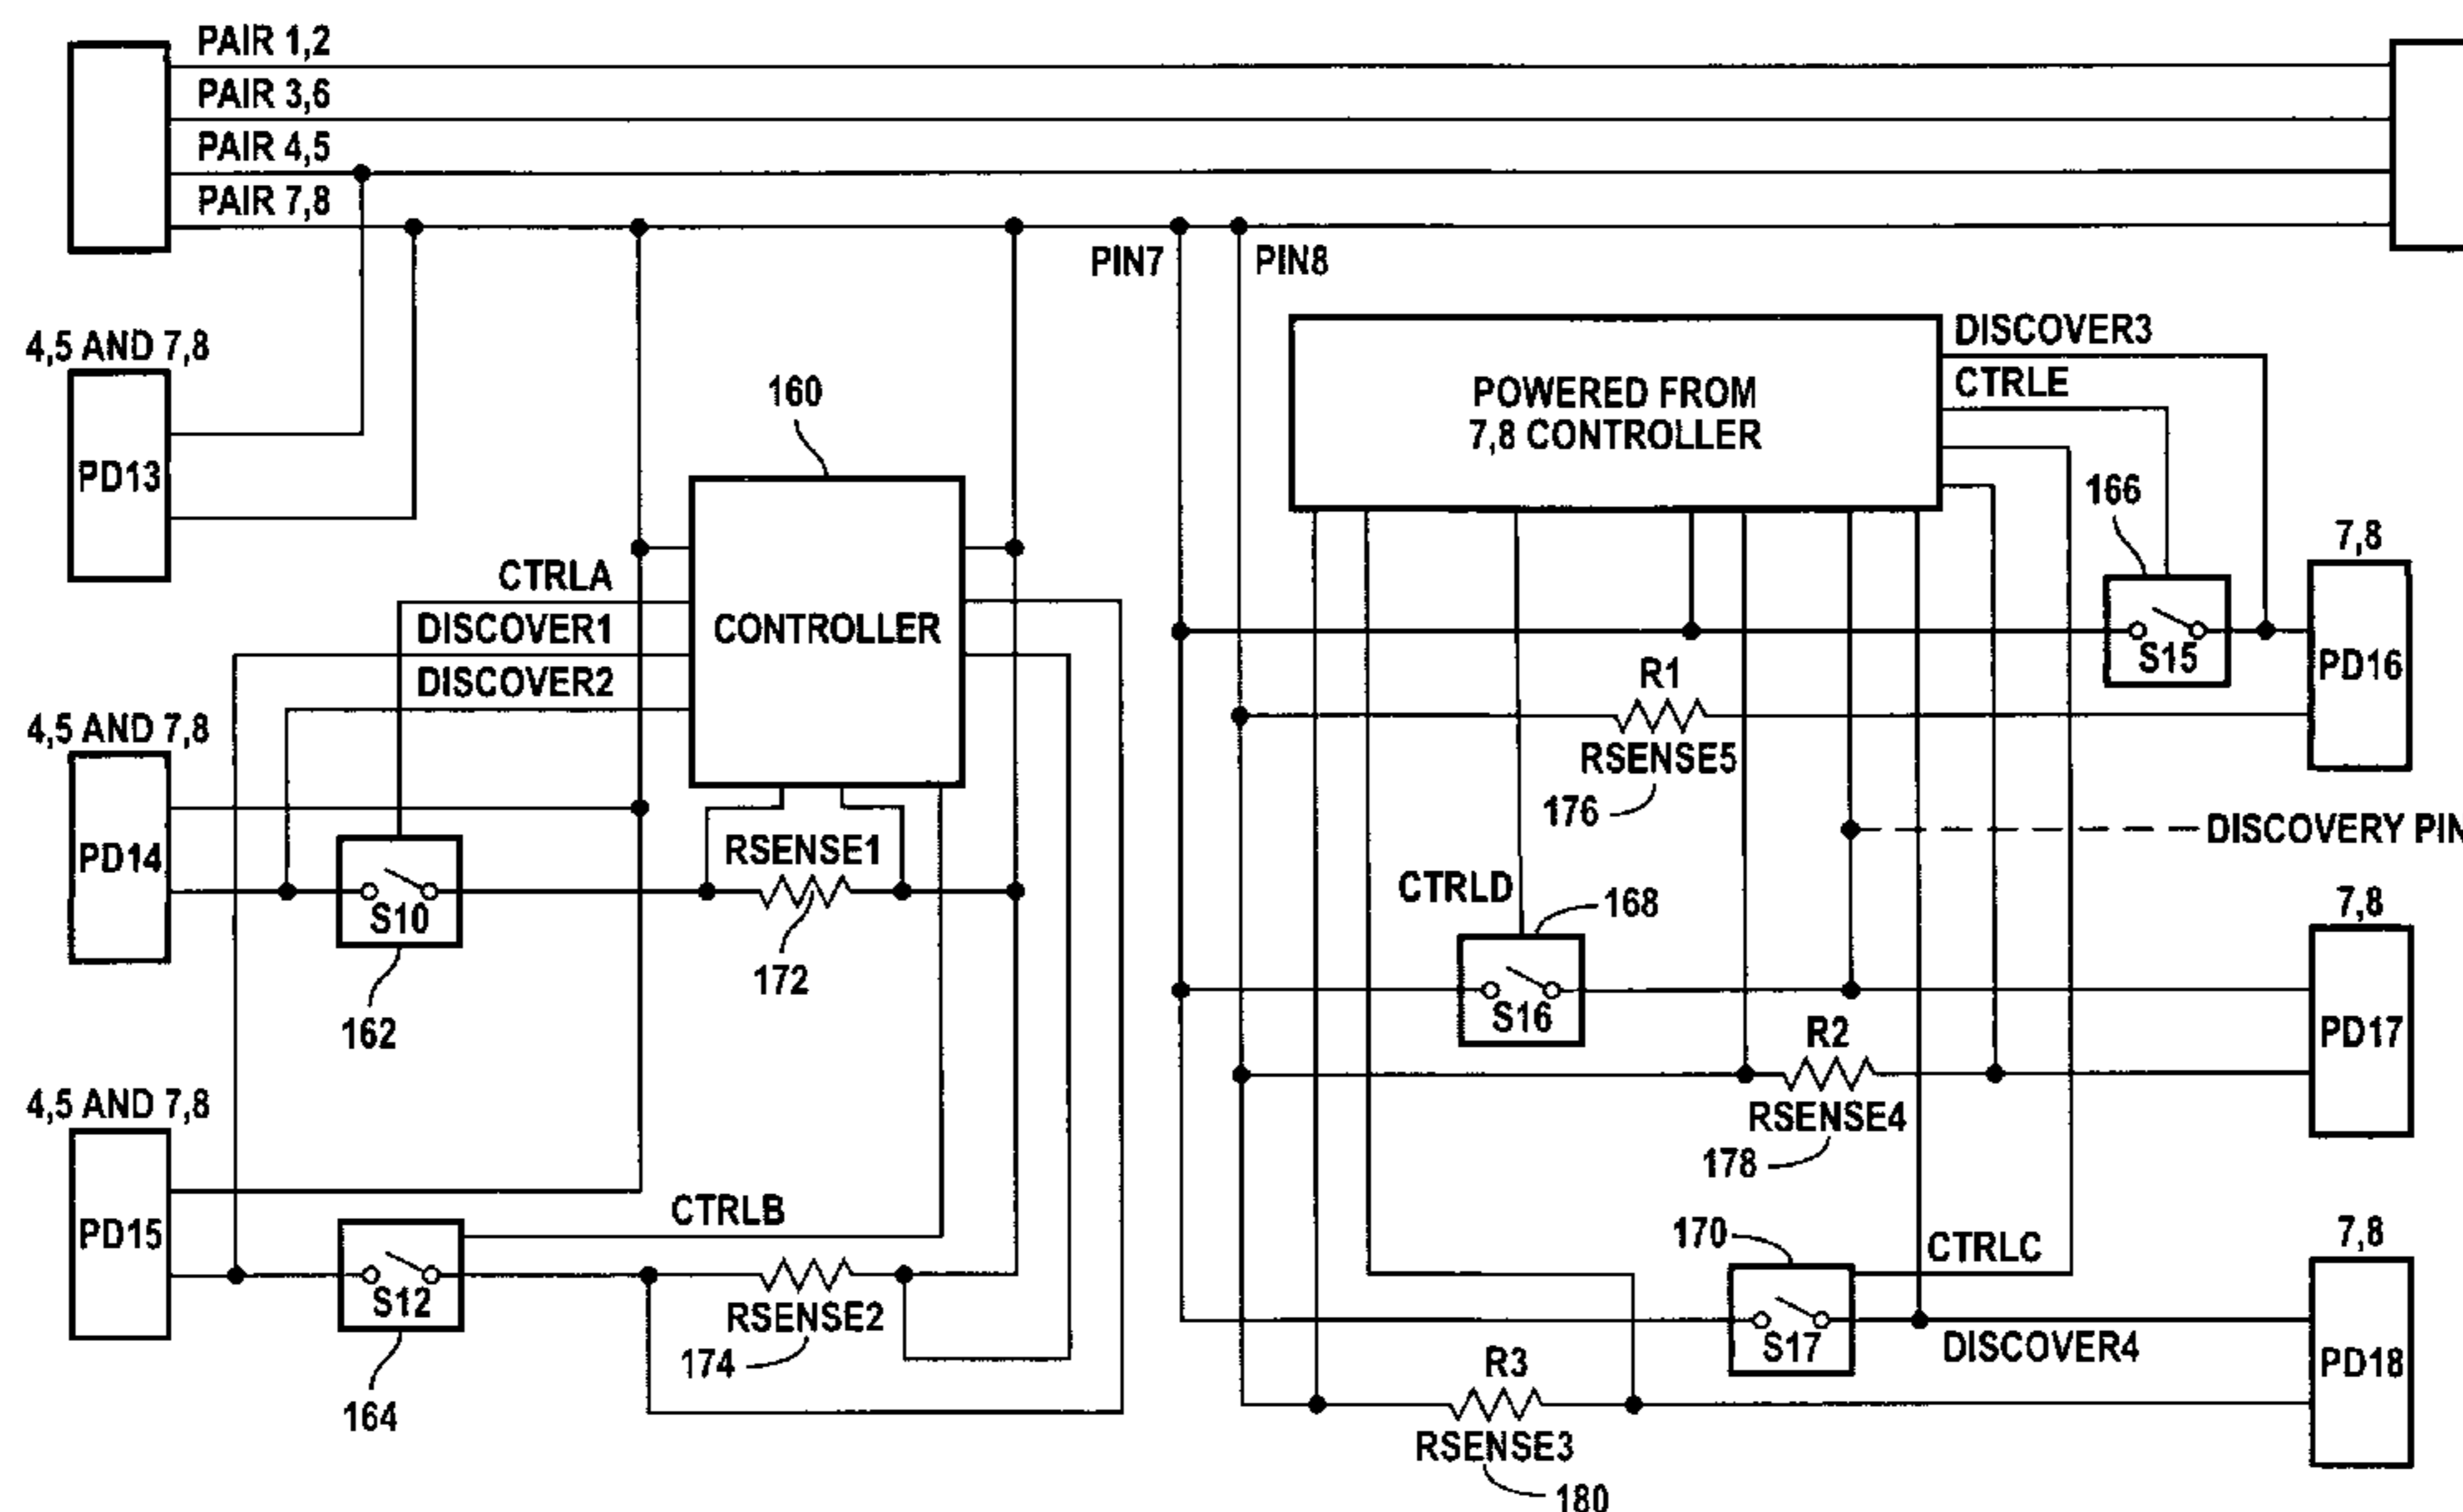 PAIR 1,2
PAIR 3,6
PAIR 4,5
PAIR 7,8
PIN7
PIN8
4,5 AND 7,8
PD13
160
CONTROLLER
CTRLA
DISCOVER1
DISCOVER2
4,5 AND 7,8
PD14
S10
162
RSENSE1
172
4,5 AND 7,8
PD15
S12
164
CTRLB
RSENSE2
174
POWERED FROM
7,8 CONTROLLER
DISCOVER3
CTRLE
166
S15
7,8
PD16
R1
RSENSE5
176
DISCOVERY PIN
CTRLD
168
S16
7,8
PD17
R2
RSENSE4
178
170
CTRLC
S17
DISCOVER4
7,8
PD18
R3
RSENSE3
180